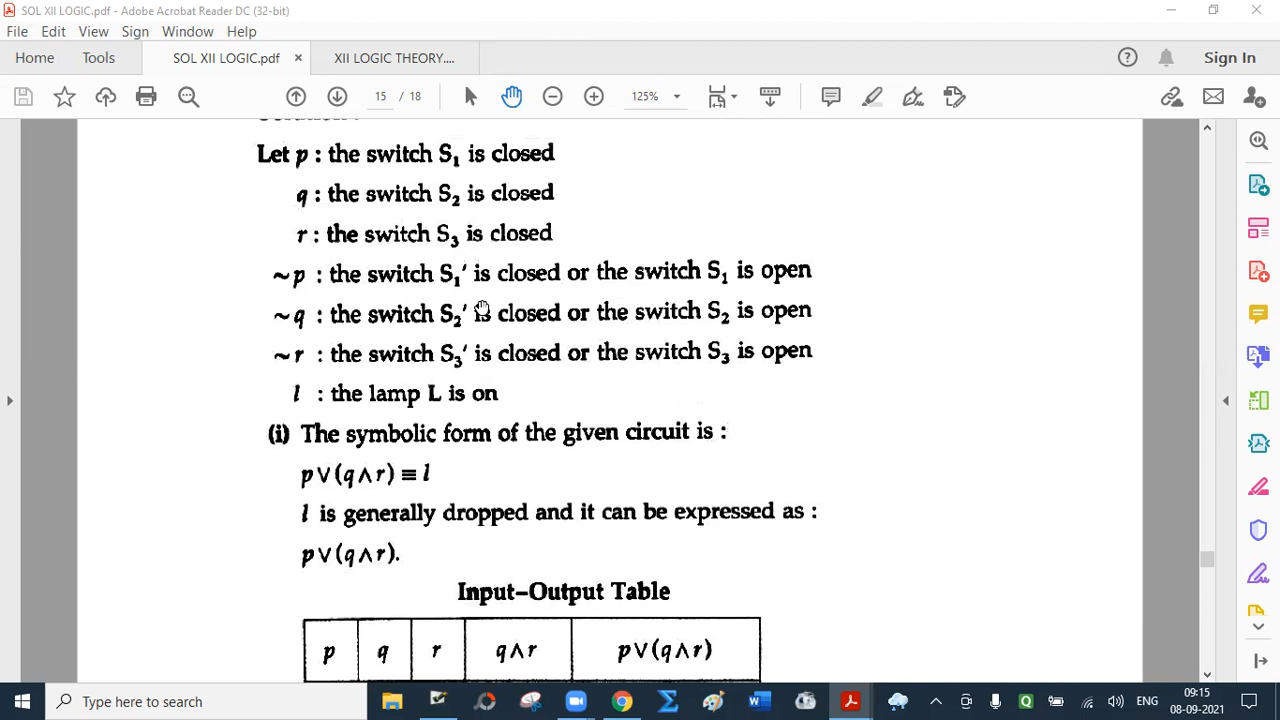 SOL XII LOGIC.pdf - Adobe Acrobat Reader DC (32-bit)
File Edit View Sign Window Help
Home Tools SOL XII LOGIC.pdf × XII LOGIC THEORY.... Sign In
15 / 18 125%
Let p : the switch S₁ is closed
q : the switch S₂ is closed
r : the switch S₃ is closed
~p : the switch S₁′ is closed or the switch S₁ is open
~q : the switch S₂′ is closed or the switch S₂ is open
~r : the switch S₃′ is closed or the switch S₃ is open
l : the lamp L is on
(i) The symbolic form of the given circuit is :
p∨(q∧r) ≡ l
l is generally dropped and it can be expressed as :
p∨(q∧r).
Input–Output Table
p q r q∧r p∨(q∧r)
Type here to search
ENG 09:15
08-09-2021